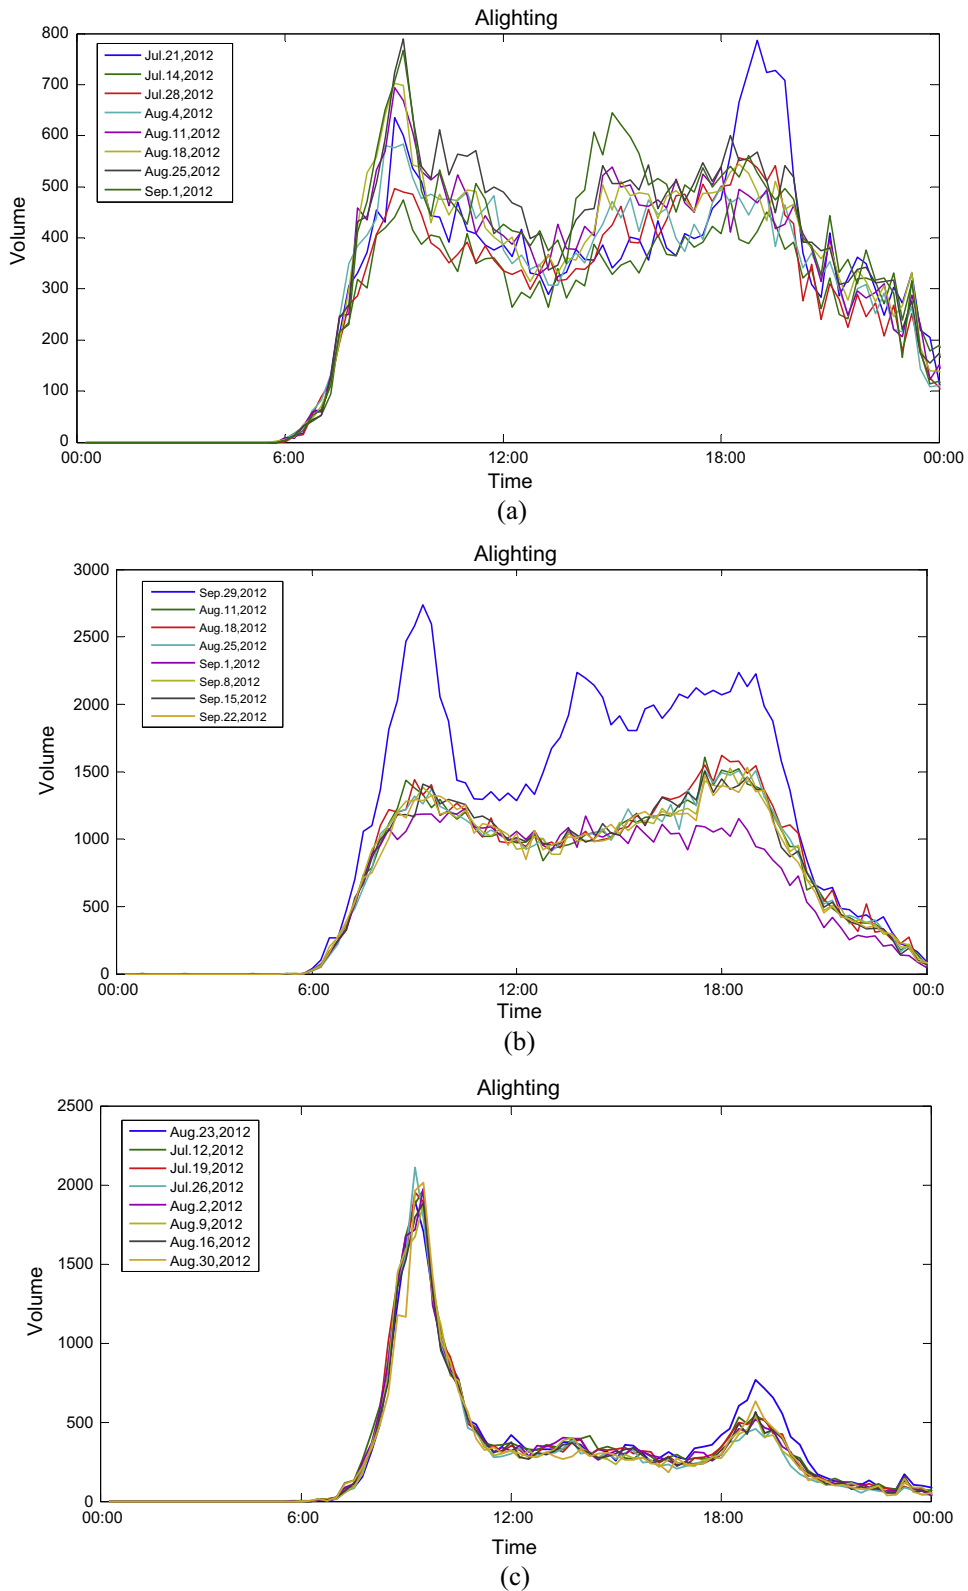 Alighting
800
700
600
500
400
300
200
100
0
Volume
Jul.21,2012
Jul.14,2012
Jul.28,2012
Aug.4,2012
Aug.11,2012
Aug.18,2012
Aug.25,2012
Sep.1,2012
00:00 6:00 12:00 18:00 00:00
Time
(a)
Alighting
3000
2500
2000
1500
1000
500
0
Volume
Sep.29,2012
Aug.11,2012
Aug.18,2012
Aug.25,2012
Sep.1,2012
Sep.8,2012
Sep.15,2012
Sep.22,2012
00:00 6:00 12:00 18:00 00:0
Time
(b)
Alighting
2500
2000
1500
1000
500
0
Volume
Aug.23,2012
Jul.12,2012
Jul.19,2012
Jul.26,2012
Aug.2,2012
Aug.9,2012
Aug.16,2012
Aug.30,2012
00:00 6:00 12:00 18:00 00:00
Time
(c)